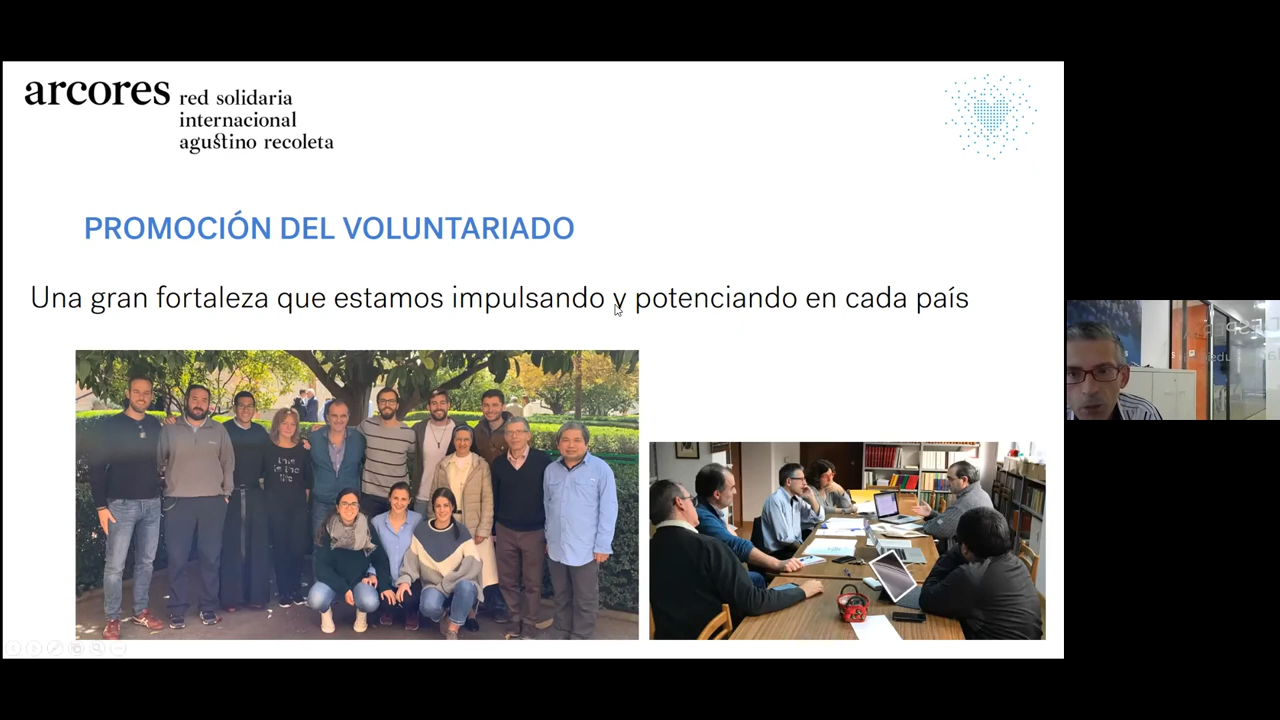 arcores
red solidaria
internacional
agustino recoleta
PROMOCIÓN DEL VOLUNTARIADO
Una gran fortaleza que estamos impulsando y potenciando en cada país